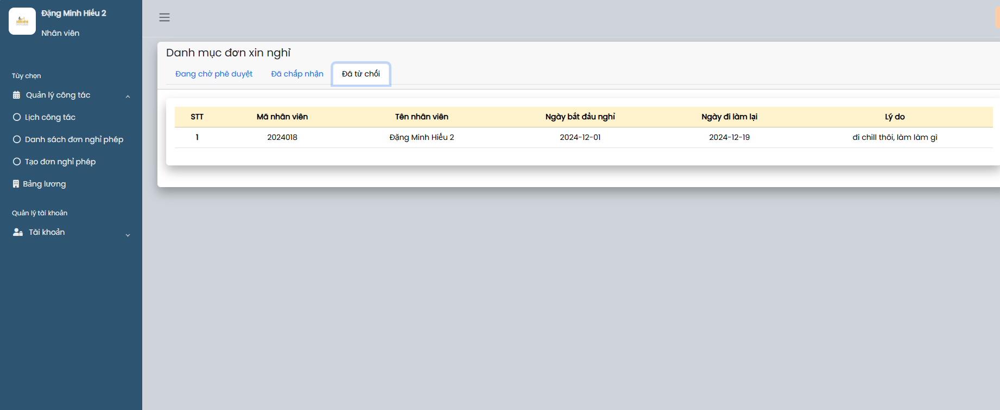 Đặng Minh Hiếu 2
Nhân viên
Tùy chọn
Quản lý công tác
Lịch công tác
Danh sách đơn nghỉ phép
Tạo đơn nghỉ phép
Bảng lương
Quản lý tài khoản
Tài khoản
Danh mục đơn xin nghỉ
Đang chờ phê duyệt Đã chấp nhận Đã từ chối
STT Mã nhân viên Tên nhân viên Ngày bắt đầu nghỉ Ngày đi làm lại Lý do
1 2024018 Đặng Minh Hiếu 2 2024-12-01 2024-12-19 đi chill thôi, làm làm gì